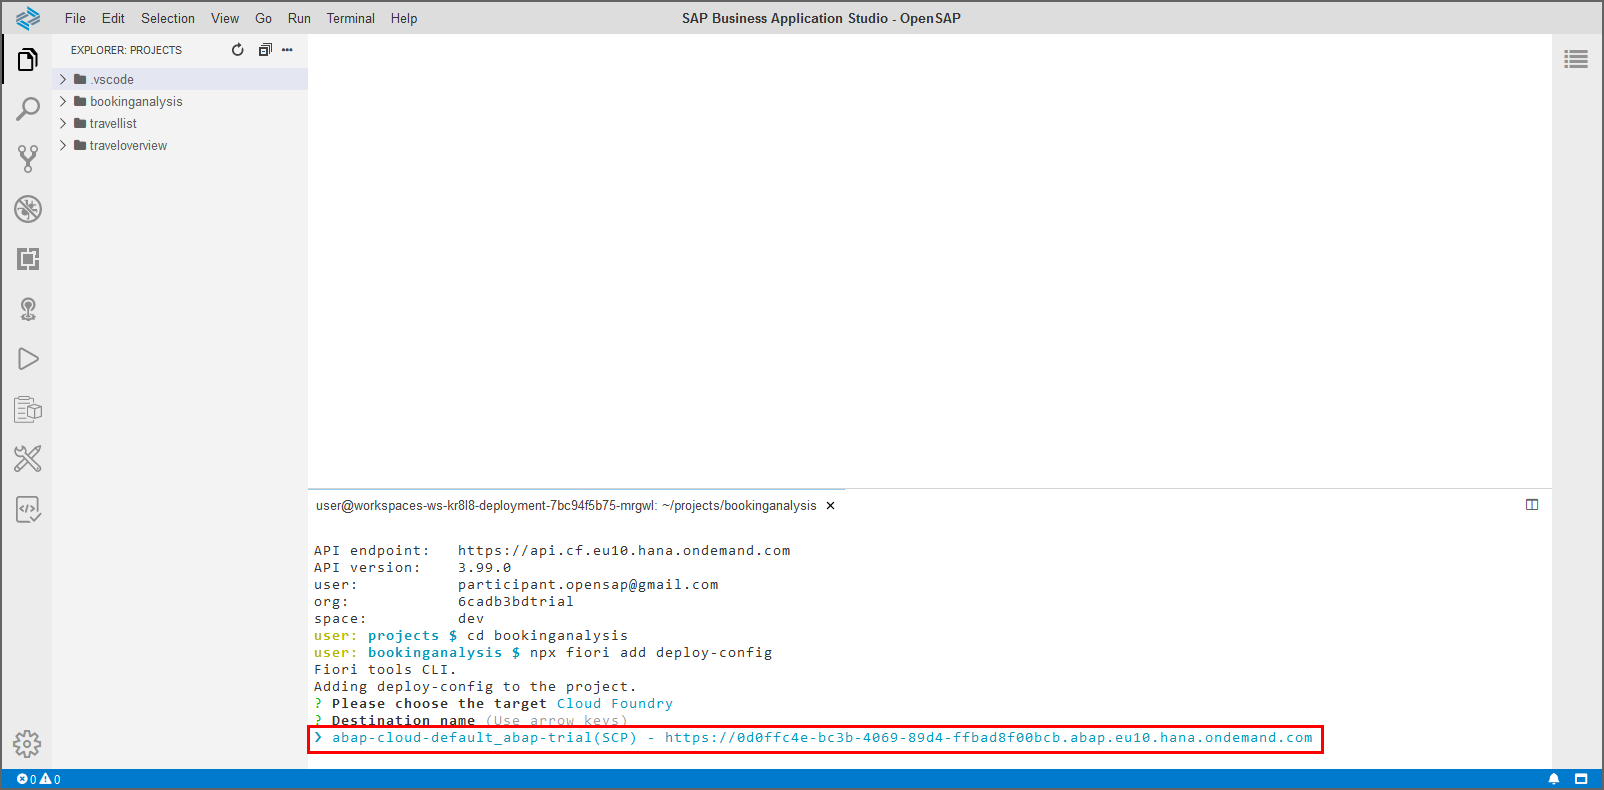 File Edit Selection View Go Run Terminal Help
SAP Business Application Studio - OpenSAP
EXPLORER: PROJECTS
.vscode
bookinganalysis
travellist
traveloverview
user@workspaces-ws-kr8l8-deployment-7bc94f5b75-mrgwl: ~/projects/bookinganalysis ×
API endpoint: https://api.cf.eu10.hana.ondemand.com
API version: 3.99.0
user: participant.opensap@gmail.com
org: 6cadb3bdtrial
space: dev
user: projects $ cd bookinganalysis
user: bookinganalysis $ npx fiori add deploy-config
Fiori tools CLI.
Adding deploy-config to the project.
? Please choose the target Cloud Foundry
? Destination name (Use arrow keys)
❯ abap-cloud-default_abap-trial(SCP) - https://0d0ffc4e-bc3b-4069-89d4-ffbad8f00bcb.abap.eu10.hana.ondemand.com
0 0